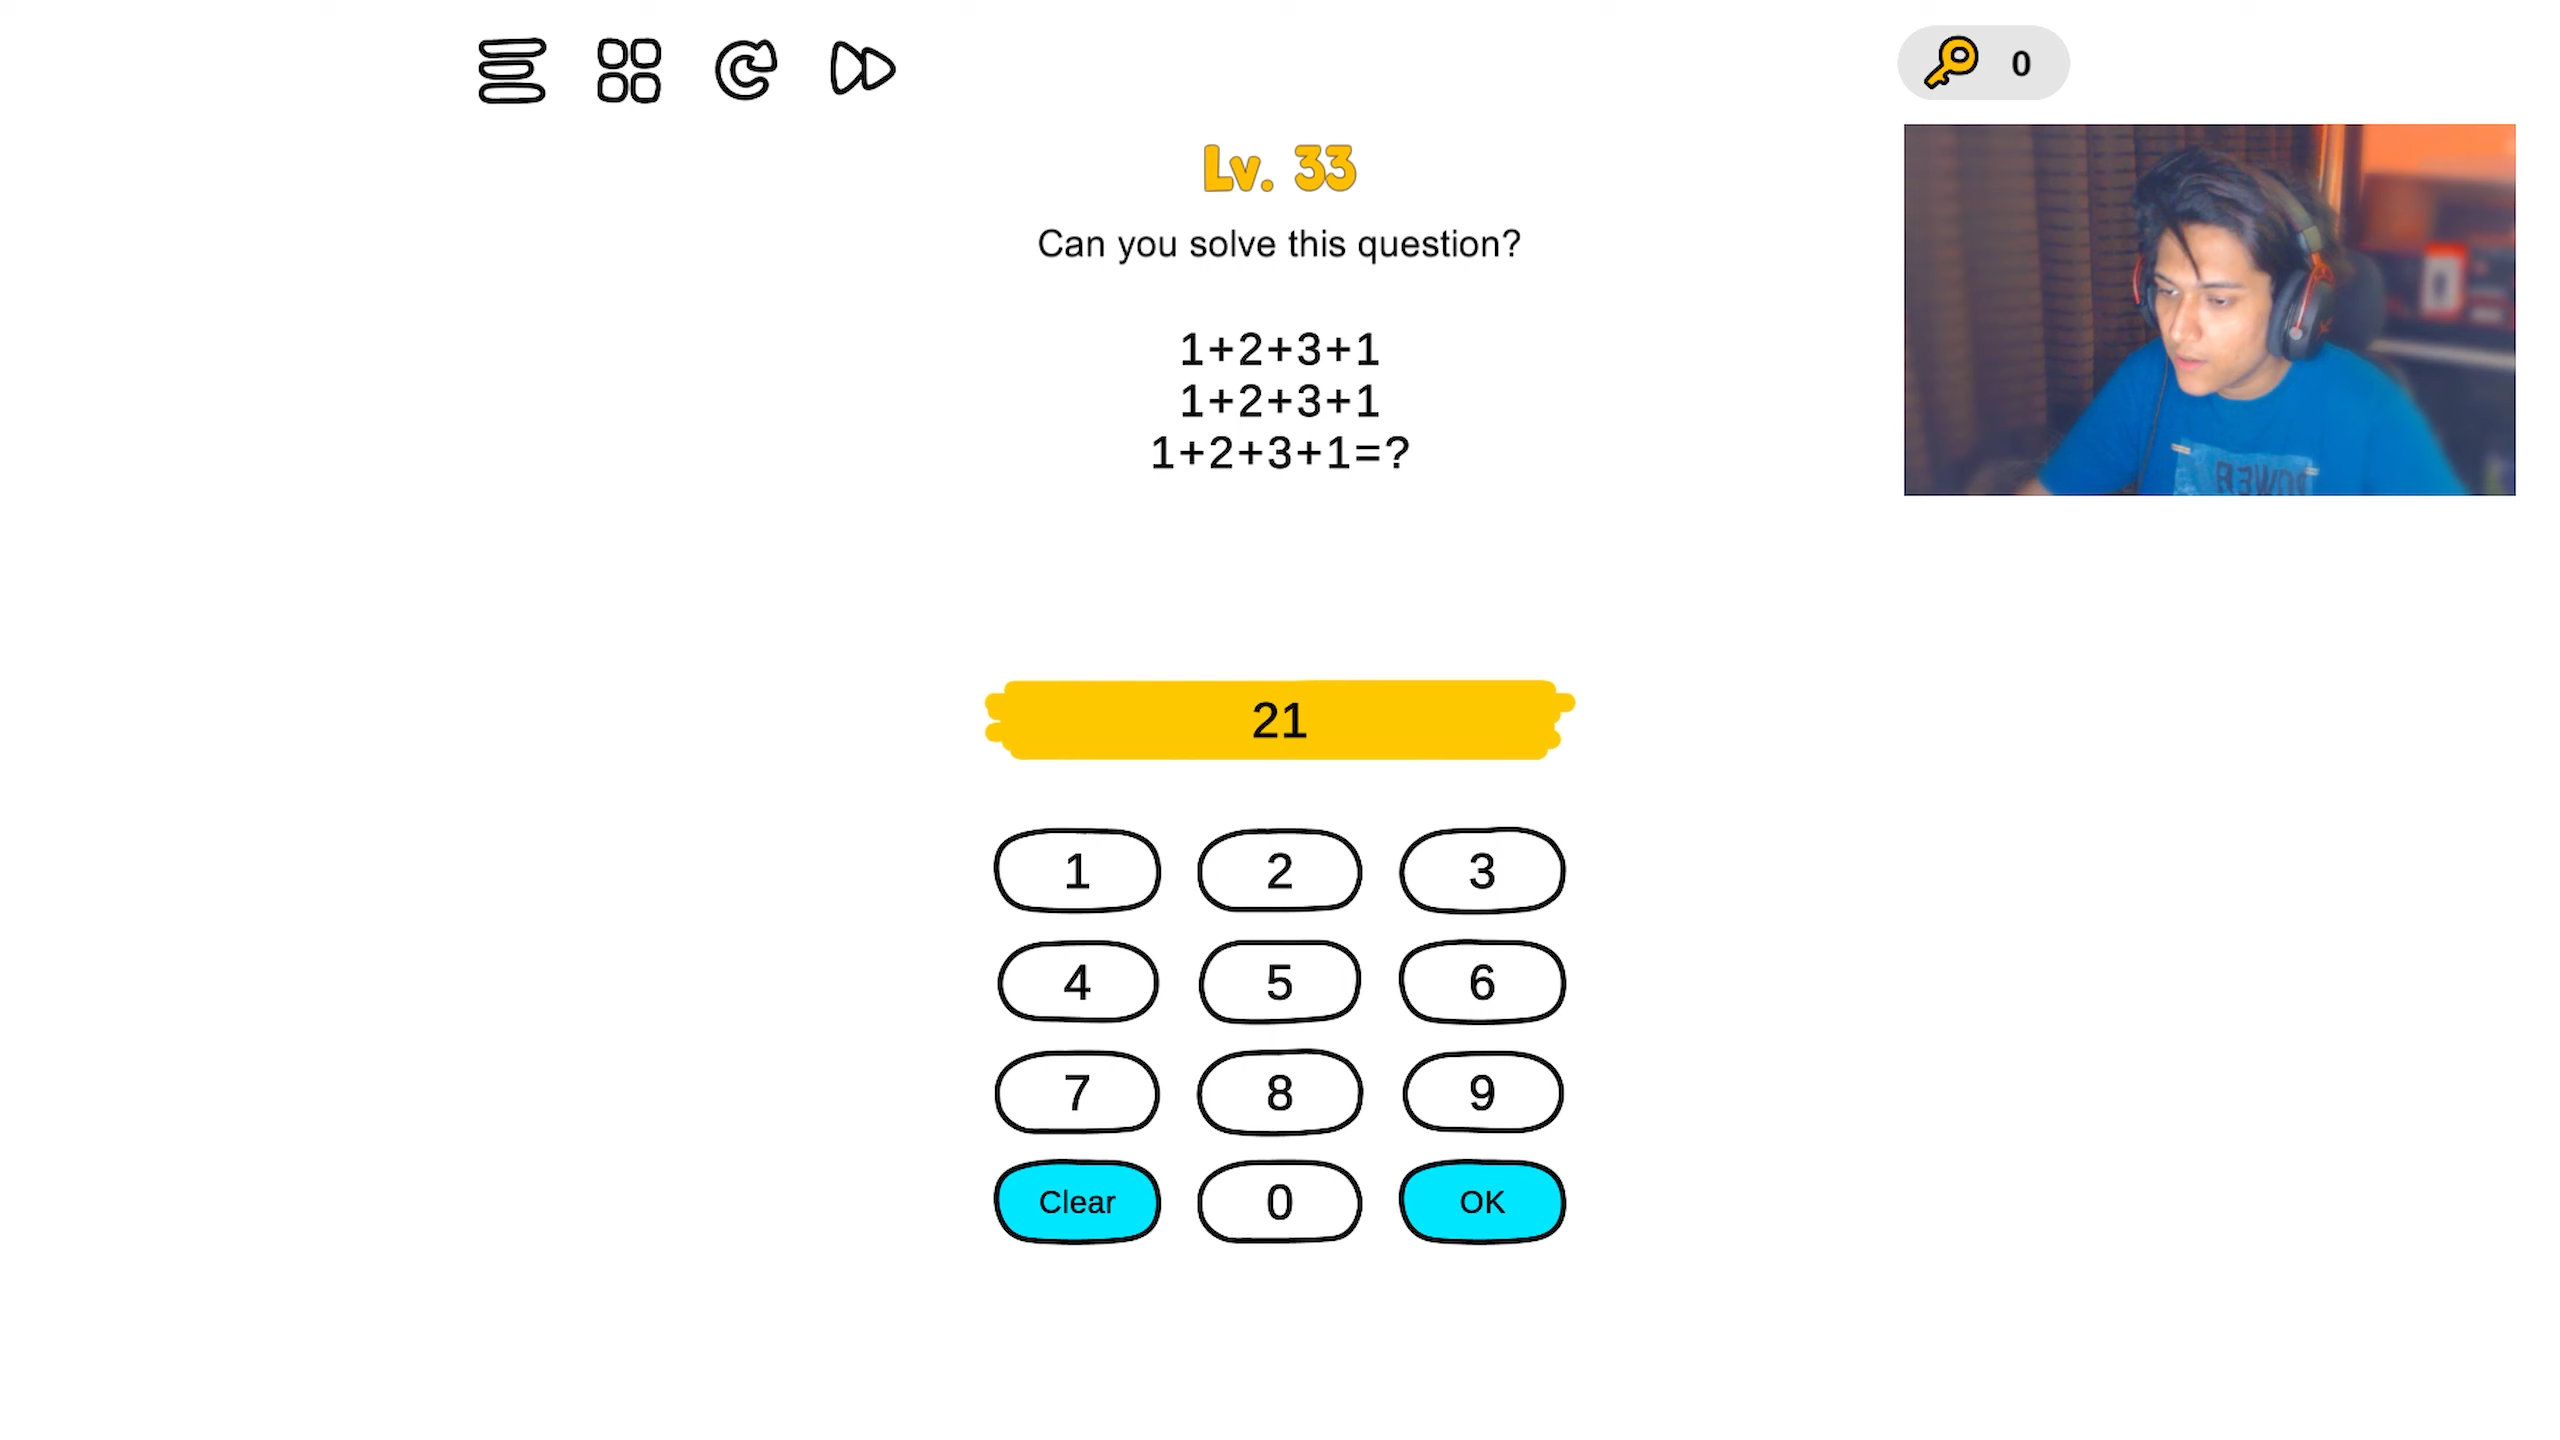 0
Lv. 33
Can you solve this question?
1+2+3+1
1+2+3+1
1+2+3+1=?
21
1 2 3
4 5 6
7 8 9
Clear 0 OK